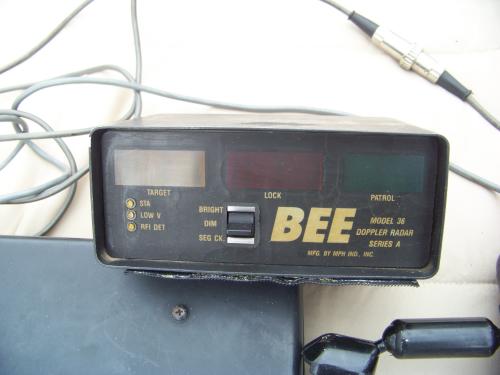 TARGET
LOCK
PATROL
STA
LOW V
RFI DET
BRIGHT
DIM
SEG CK.
BEE
MODEL 36
DOPPLER RADAR
SERIES A
MFG. BY MPH IND., INC.